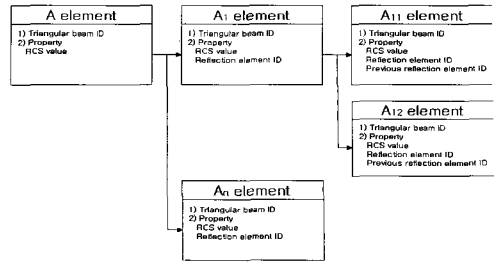 A element
1) Triangular beam ID
2) Property
RCS value
A1 element
1) Triangular beam ID
2) Property
RCS value
Reflection element ID
A11 element
1) Triangular beam ID
2) Property
RCS value
Reflection element ID
Previous reflection element ID
A12 element
1) Triangular beam ID
2) Property
RCS value
Reflection element ID
Previous reflection element ID
An element
1) Triangular beam ID
2) Property
RCS value
Reflection element ID